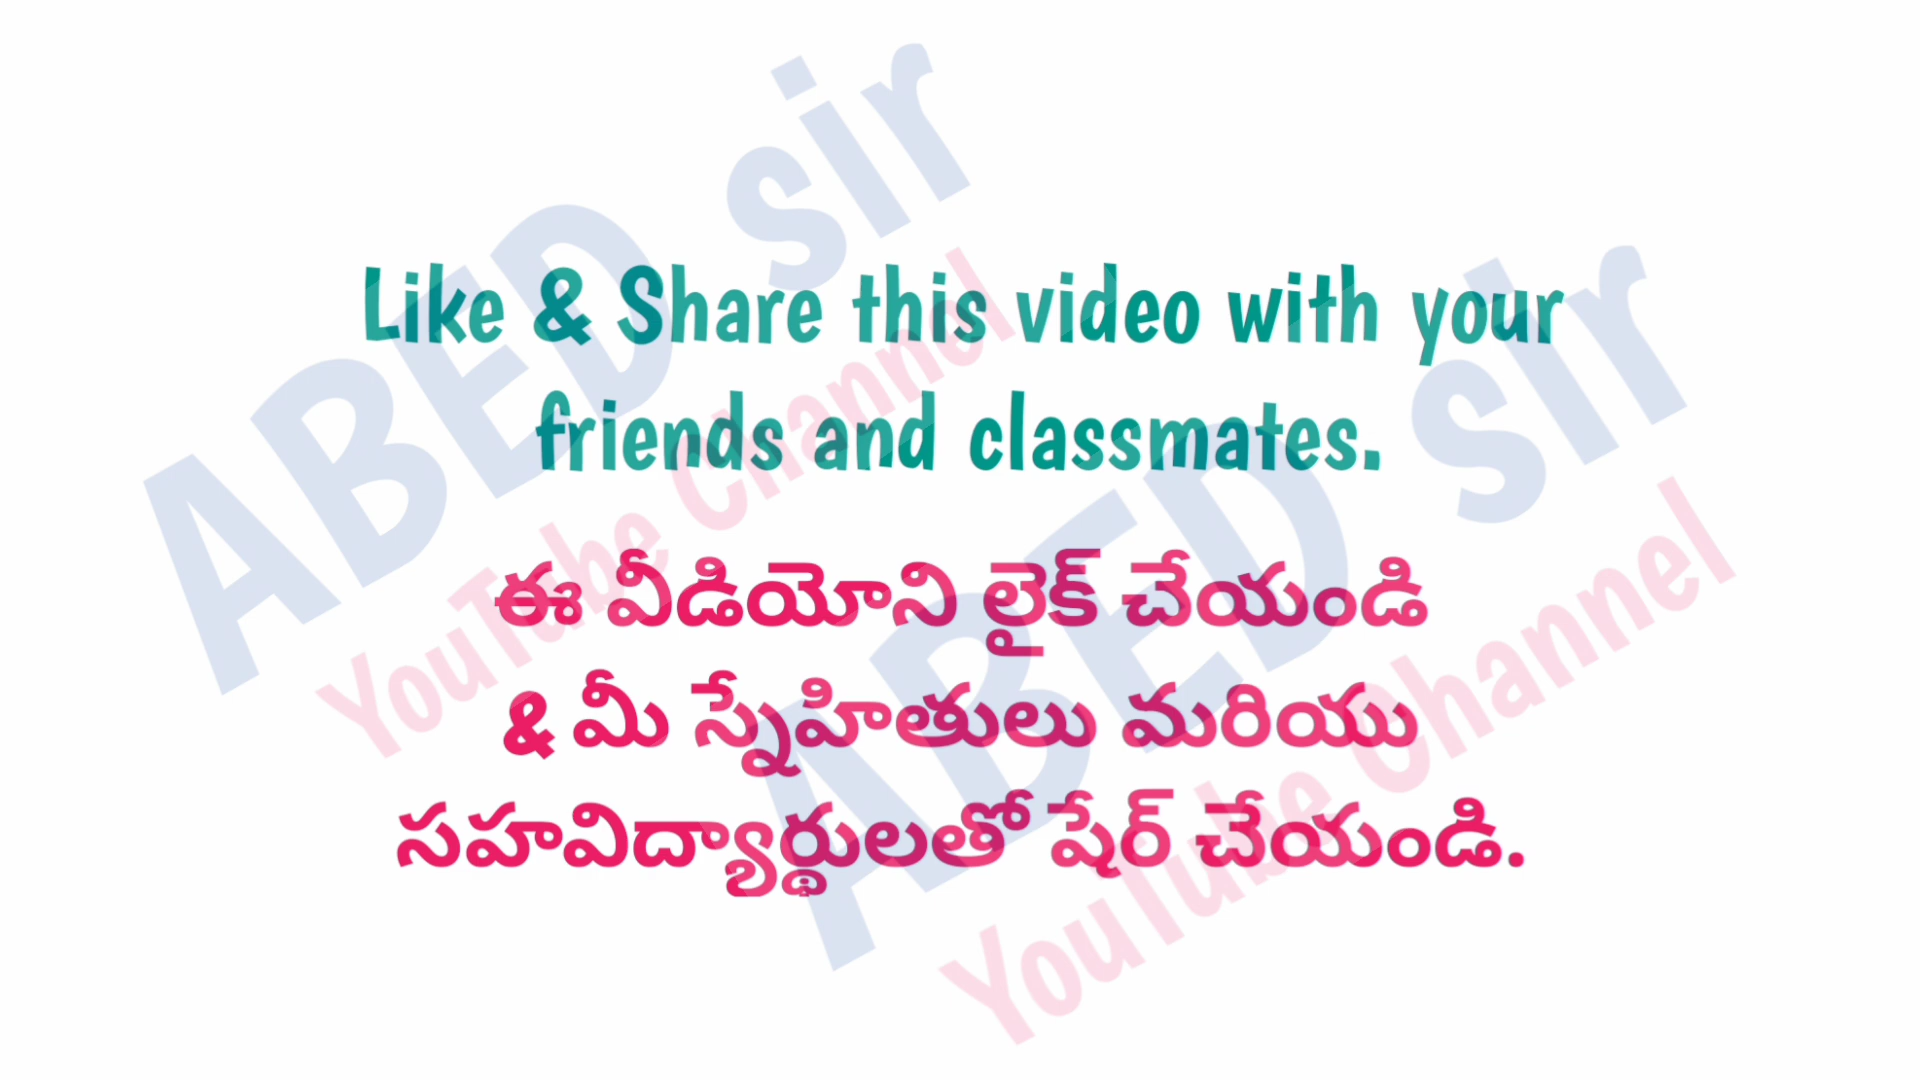 Like & Share this video with your
friends and classmates.
ఈ వీడియోని లైక్ చేయండి
& మీ స్నేహితులు మరియు
సహవిద్యార్థులతో షేర్ చేయండి.
ABED sir
YouTube Channel
ABED sir
YouTube Channel